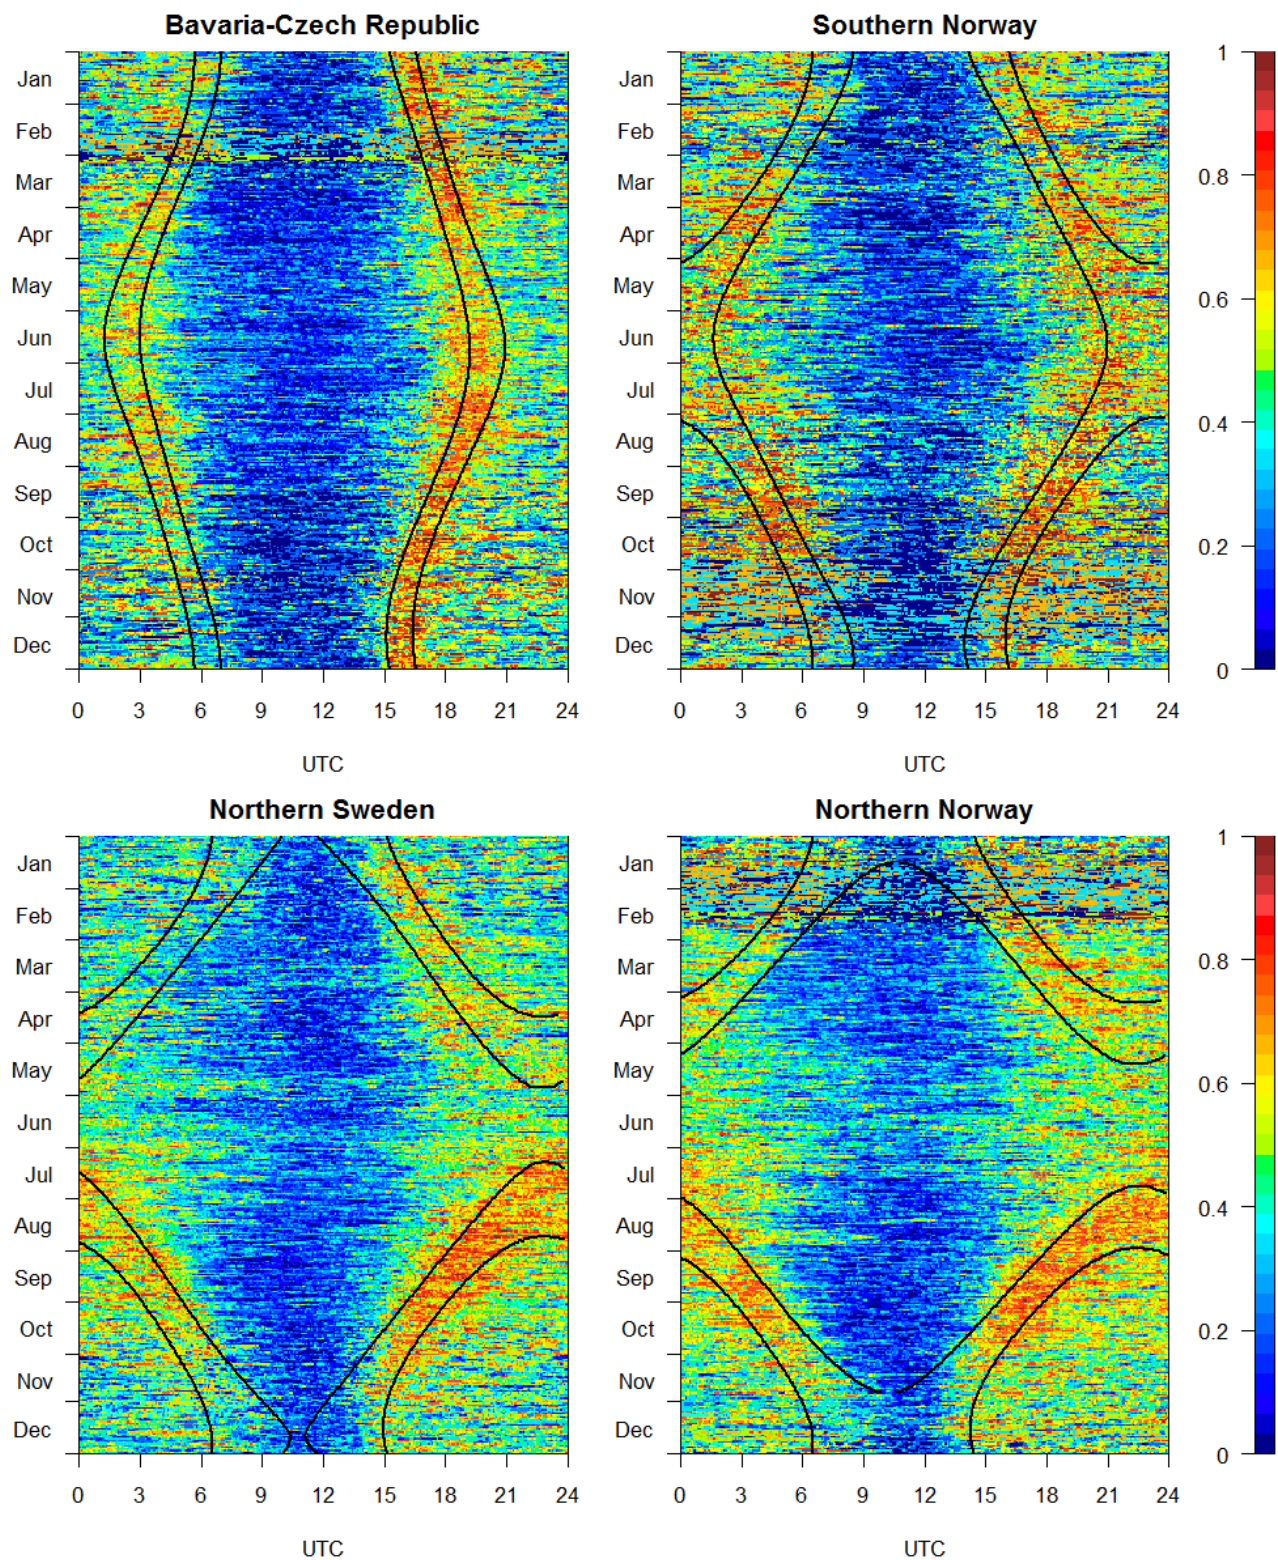 Bavaria-Czech Republic
Southern Norway
Jan
Feb
Mar
Apr
May
Jun
Jul
Aug
Sep
Oct
Nov
Dec
0 3 6 9 12 15 18 21 24
UTC
Jan
Feb
Mar
Apr
May
Jun
Jul
Aug
Sep
Oct
Nov
Dec
0 3 6 9 12 15 18 21 24
UTC
1
0.8
0.6
0.4
0.2
0
Northern Sweden
Northern Norway
Jan
Feb
Mar
Apr
May
Jun
Jul
Aug
Sep
Oct
Nov
Dec
0 3 6 9 12 15 18 21 24
UTC
Jan
Feb
Mar
Apr
May
Jun
Jul
Aug
Sep
Oct
Nov
Dec
0 3 6 9 12 15 18 21 24
UTC
1
0.8
0.6
0.4
0.2
0